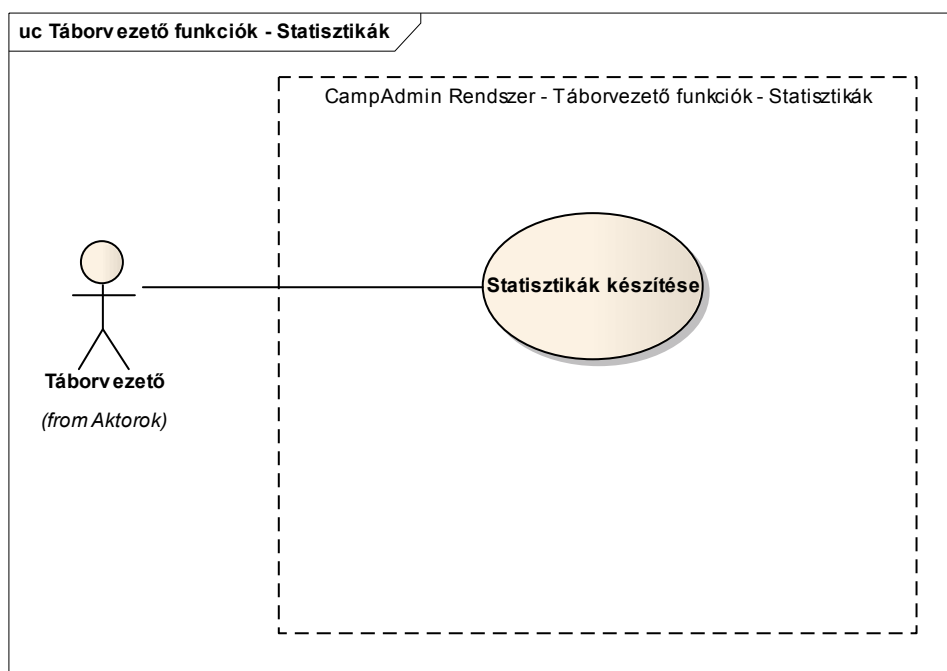 uc Táborvezető funkciók - Statisztikák
CampAdmin Rendszer - Táborvezető funkciók - Statisztikák
Statisztikák készítése
Táborvezető
(from Aktorok)